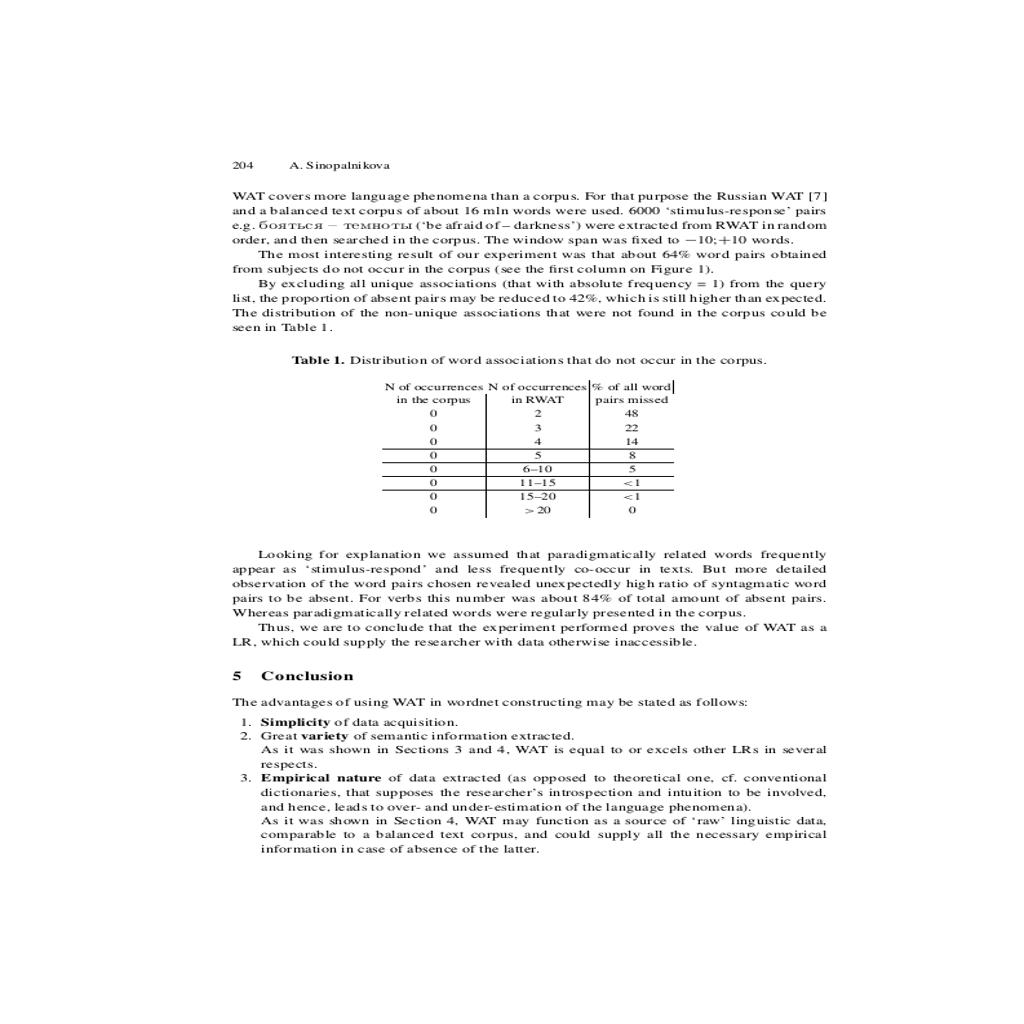 204 A. Sinopalnikova
WAT covers more language phenomena than a corpus. For that purpose the Russian WAT [7]
and a balanced text corpus of about 16 mln words were used. 6000 ‘stimulus-response’ pairs
e.g. бояться – темноты (‘be afraid of – darkness’) were extracted from RWAT in random
order, and then searched in the corpus. The window span was fixed to −10;+10 words.
The most interesting result of our experiment was that about 64% word pairs obtained
from subjects do not occur in the corpus (see the first column on Figure 1).
By excluding all unique associations (that with absolute frequency = 1) from the query
list, the proportion of absent pairs may be reduced to 42%, which is still higher than expected.
The distribution of the non-unique associations that were not found in the corpus could be
seen in Table 1.
Table 1. Distribution of word associations that do not occur in the corpus.
N of occurrences N of occurrences % of all word
in the corpus in RWAT pairs missed
0 2 48
0 3 22
0 4 14
0 5 8
0 6–10 5
0 11–15 <1
0 15–20 <1
0 > 20 0
Looking for explanation we assumed that paradigmatically related words frequently
appear as ‘stimulus-respond’ and less frequently co-occur in texts. But more detailed
observation of the word pairs chosen revealed unexpectedly high ratio of syntagmatic word
pairs to be absent. For verbs this number was about 84% of total amount of absent pairs.
Whereas paradigmatically related words were regularly presented in the corpus.
Thus, we are to conclude that the experiment performed proves the value of WAT as a
LR, which could supply the researcher with data otherwise inaccessible.
5 Conclusion
The advantages of using WAT in wordnet constructing may be stated as follows:
1. Simplicity of data acquisition.
2. Great variety of semantic information extracted.
As it was shown in Sections 3 and 4, WAT is equal to or excels other LRs in several
respects.
3. Empirical nature of data extracted (as opposed to theoretical one, cf. conventional
dictionaries, that supposes the researcher’s introspection and intuition to be involved,
and hence, leads to over- and under-estimation of the language phenomena).
As it was shown in Section 4, WAT may function as a source of ‘raw’ linguistic data,
comparable to a balanced text corpus, and could supply all the necessary empirical
information in case of absence of the latter.